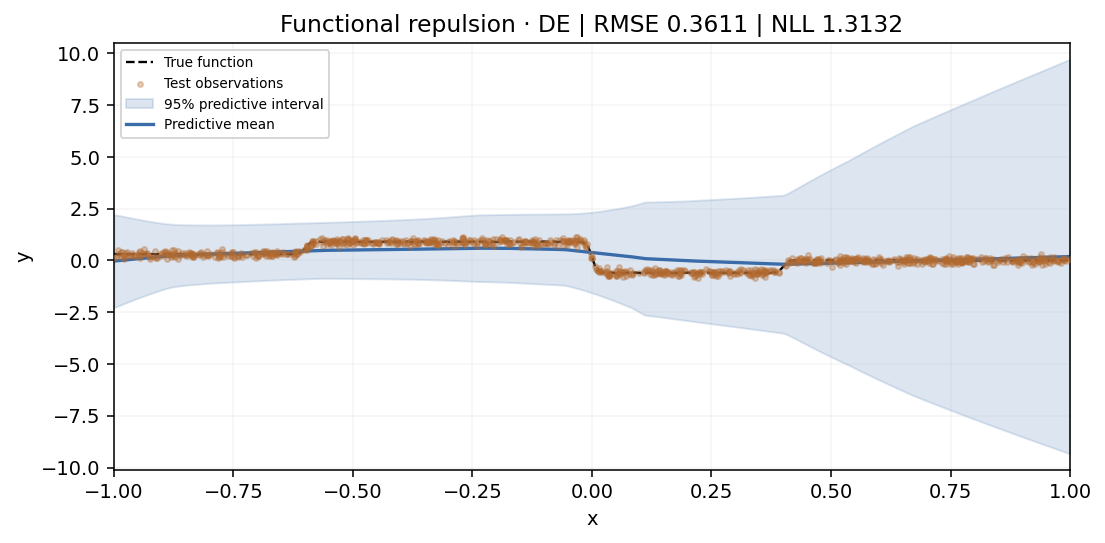 Functional repulsion · DE | RMSE 0.3611 | NLL 1.3132
True function
Test observations
95% predictive interval
Predictive mean
10.0
7.5
5.0
2.5
0.0
−2.5
−5.0
−7.5
−10.0
y
−1.00 −0.75 −0.50 −0.25 0.00 0.25 0.50 0.75 1.00
x